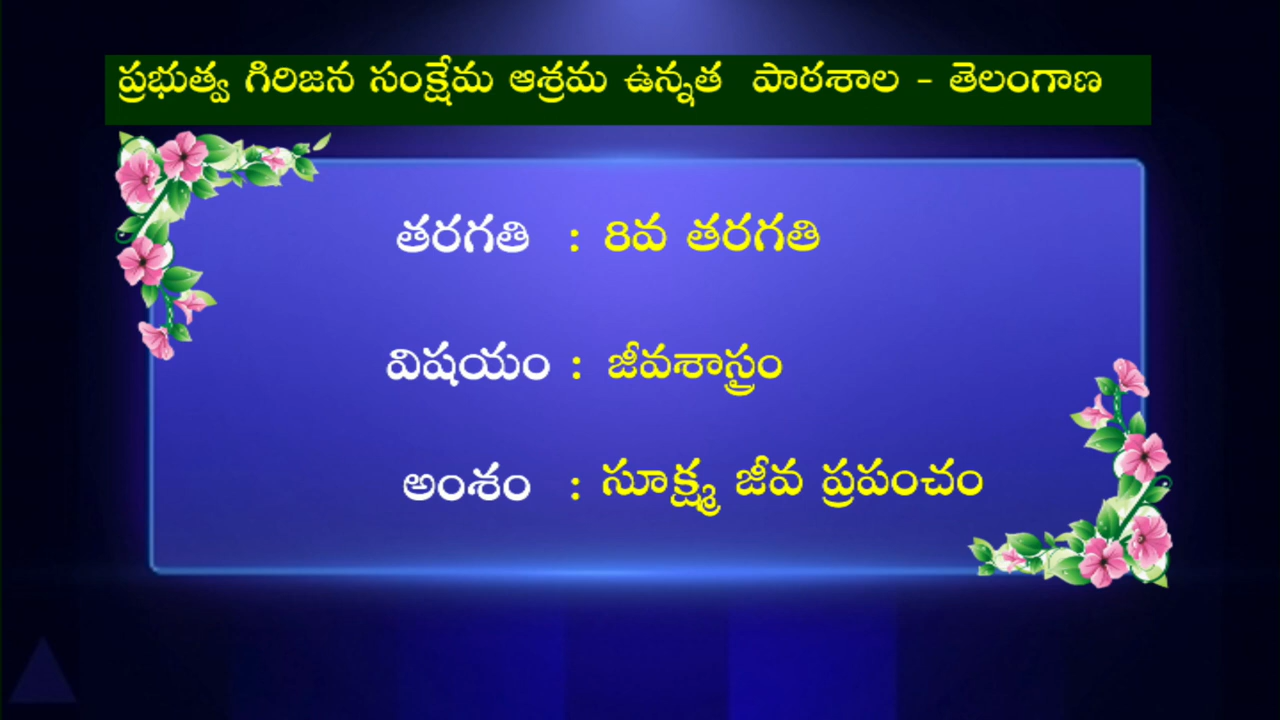 ప్రభుత్వ గిరిజన సంక్షేమ ఆశ్రమ ఉన్నత పాఠశాల - తెలంగాణ
తరగతి : 8వ తరగతి
విషయం : జీవశాస్త్రం
అంశం : సూక్ష్మ జీవ ప్రపంచం